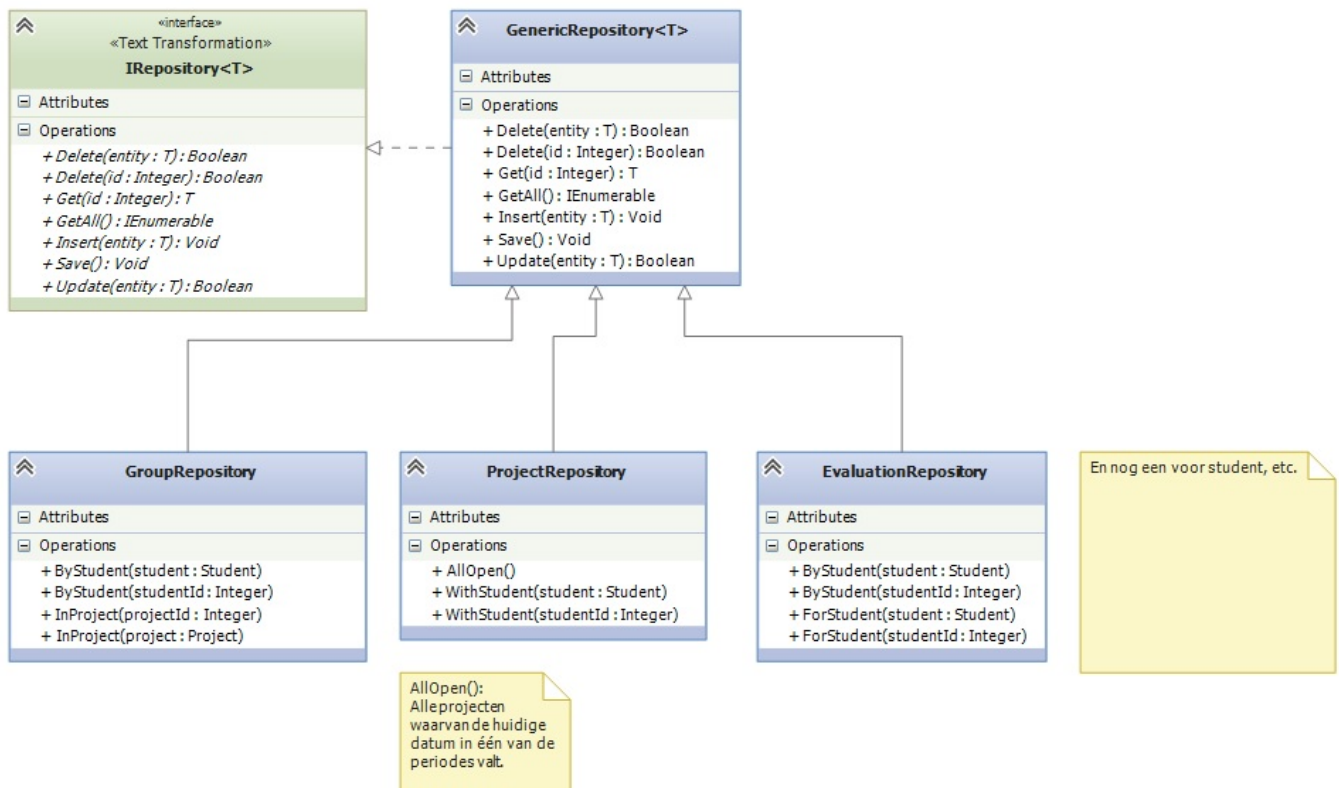 «interface»
«Text Transformation»
IRepository<T>
Attributes
Operations
+ Delete(entity : T) : Boolean
+ Delete(id : Integer) : Boolean
+ Get(id : Integer) : T
+ GetAll() : IEnumerable
+ Insert(entity : T) : Void
+ Save() : Void
+ Update(entity : T) : Boolean
GenericRepository<T>
Attributes
Operations
+ Delete(entity : T) : Boolean
+ Delete(id : Integer) : Boolean
+ Get(id : Integer) : T
+ GetAll() : IEnumerable
+ Insert(entity : T) : Void
+ Save() : Void
+ Update(entity : T) : Boolean
GroupRepository
Attributes
Operations
+ ByStudent(student : Student)
+ ByStudent(studentId : Integer)
+ InProject(projectId : Integer)
+ InProject(project : Project)
ProjectRepository
Attributes
Operations
+ AllOpen()
+ WithStudent(student : Student)
+ WithStudent(studentId : Integer)
EvaluationRepository
Attributes
Operations
+ ByStudent(student : Student)
+ ByStudent(studentId : Integer)
+ ForStudent(student : Student)
+ ForStudent(studentId : Integer)
En nog een voor student, etc.
AllOpen():
Alle projecten
waarvan de huidige
datum in één van de
periodes valt.